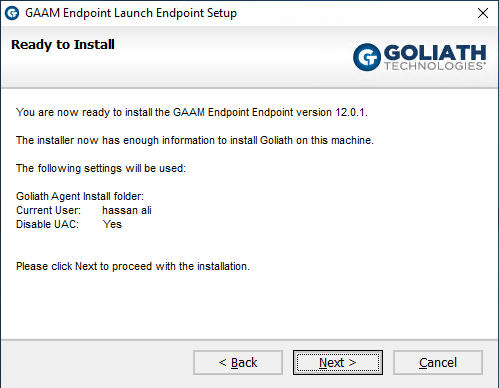 GAAM Endpoint Launch Endpoint Setup
Ready to Install
GOLIATH
TECHNOLOGIES
You are now ready to install the GAAM Endpoint Endpoint version 12.0.1.
The installer now has enough information to install Goliath on this machine.
The following settings will be used:
Goliath Agent Install folder:
Current User: hassan ali
Disable UAC: Yes
Please click Next to proceed with the installation.
< Back
Next >
Cancel